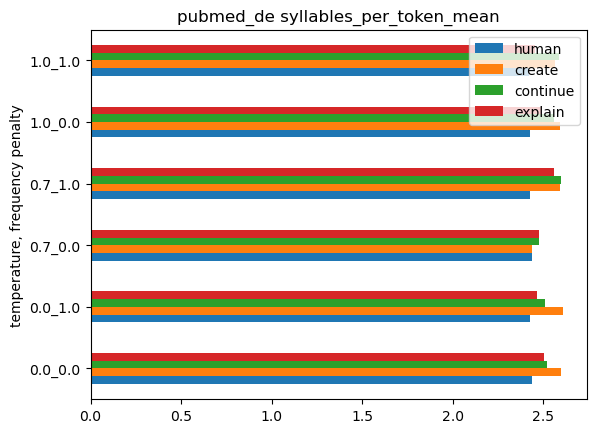 pubmed_de syllables_per_token_mean
human
create
continue
explain
temperature, frequency penalty
1.0_1.0
1.0_0.0
0.7_1.0
0.7_0.0
0.0_1.0
0.0_0.0
0.0 0.5 1.0 1.5 2.0 2.5